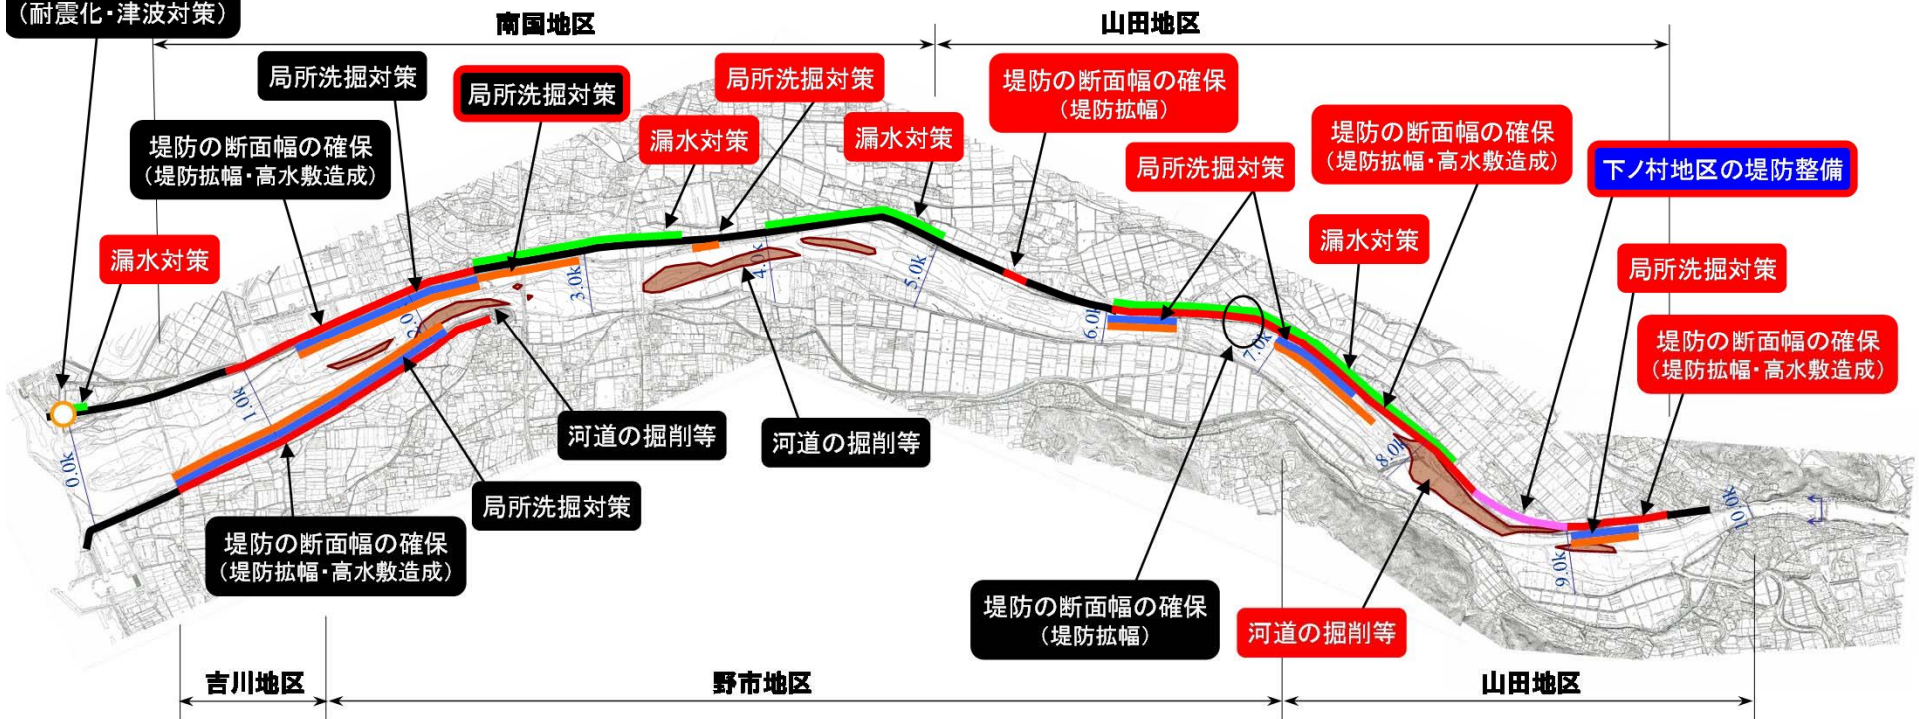 (耐震化・津波対策)
南国地区
山田地区
局所洗掘対策
局所洗掘対策
局所洗掘対策
堤防の断面幅の確保
(堤防拡幅)
堤防の断面幅の確保
(堤防拡幅・高水敷造成)
漏水対策
漏水対策
堤防の断面幅の確保
(堤防拡幅・高水敷造成)
局所洗掘対策
下ノ村地区の堤防整備
漏水対策
漏水対策
局所洗掘対策
堤防の断面幅の確保
(堤防拡幅・高水敷造成)
0.0k
1.0k
2.0
3.0k
4.0k
5.0k
6.0k
7.0k
8.0k
9.0k
10.0k
河道の掘削等
河道の掘削等
局所洗掘対策
堤防の断面幅の確保
(堤防拡幅・高水敷造成)
堤防の断面幅の確保
(堤防拡幅)
河道の掘削等
吉川地区
野市地区
山田地区